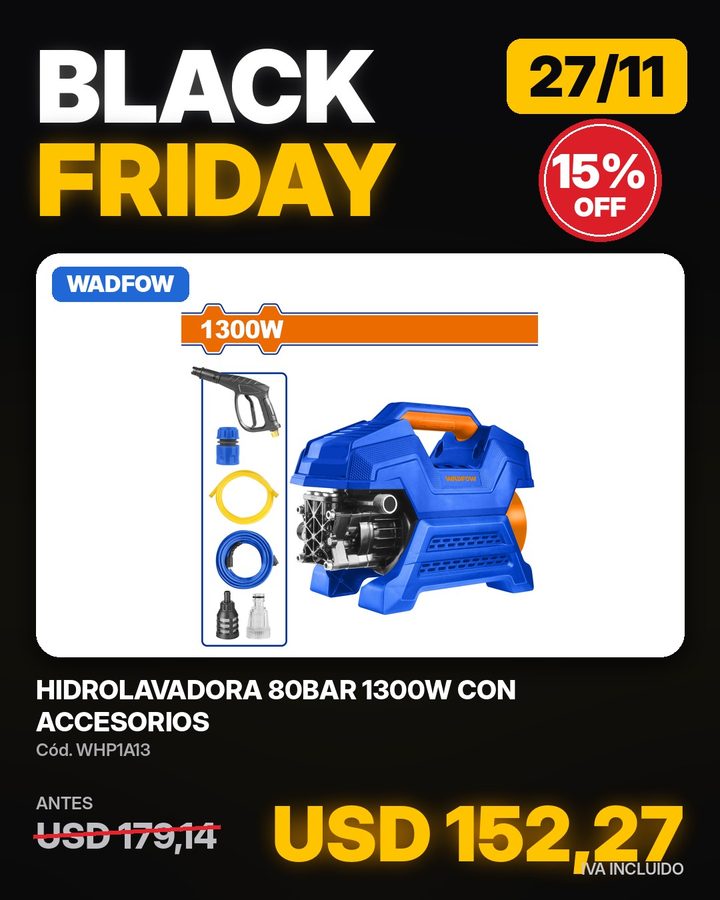 BLACK
FRIDAY
27/11
15%
OFF
WADFOW
1300W
WADFOW
HIDROLAVADORA 80BAR 1300W CON
ACCESORIOS
Cód. WHP1A13
ANTES
USD 179,14
USD 152,27
IVA INCLUIDO